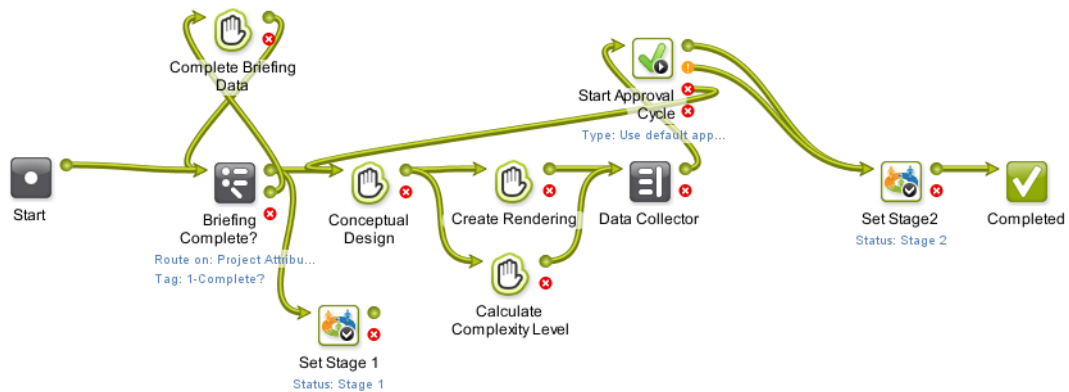 Complete Briefing
Data
Start Approval
Cycle
Type: Use default app...
Start
Briefing
Complete?
Route on: Project Attribu...
Tag: 1-Complete?
Conceptual
Design
Create Rendering
Data Collector
Set Stage2
Status: Stage 2
Completed
Calculate
Complexity Level
Set Stage 1
Status: Stage 1